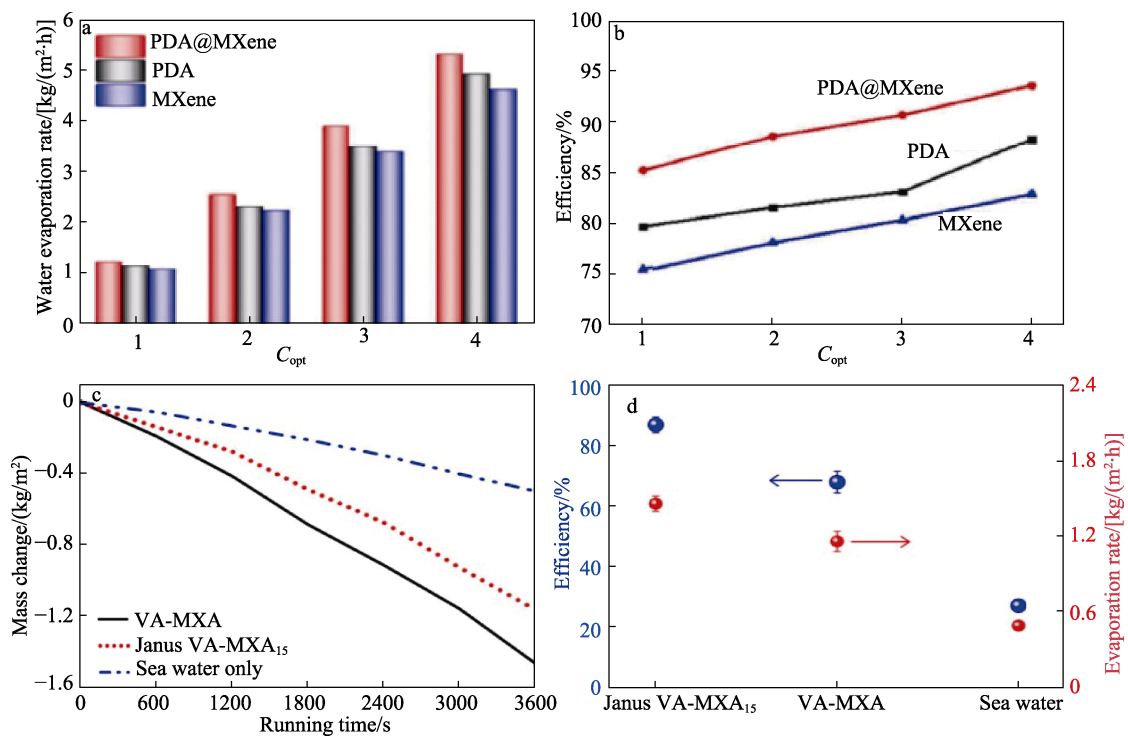 a
PDA@MXene
PDA
MXene
Water evaporation rate/[kg/(m²·h)]
6
5
4
3
2
1
0
1 2 3 4
C_opt
b
PDA@MXene
PDA
MXene
Efficiency/%
100
95
90
85
80
75
70
1 2 3 4
C_opt
c
Mass change/(kg/m²)
0
−0.4
−0.8
−1.2
−1.6
VA-MXA
Janus VA-MXA₁₅
Sea water only
0 600 1200 1800 2400 3000 3600
Running time/s
d
Efficiency/%
100
80
60
40
20
0
2.4
1.8
1.2
0.6
0
Evaporation rate/[kg/(m²·h)]
Janus VA-MXA₁₅ VA-MXA Sea water